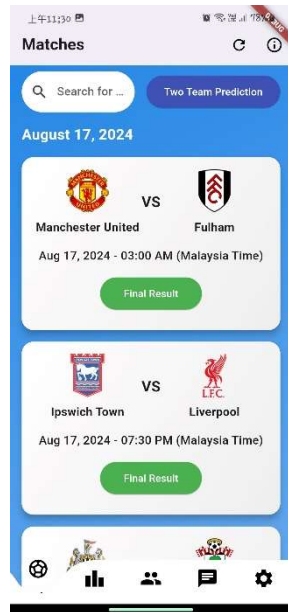 上午11:30
Matches
Search for ...
Two Team Prediction
August 17, 2024
VS
Manchester United
Fulham
Aug 17, 2024 - 03:00 AM (Malaysia Time)
Final Result
VS
L.F.C.
Ipswich Town
Liverpool
Aug 17, 2024 - 07:30 PM (Malaysia Time)
Final Result